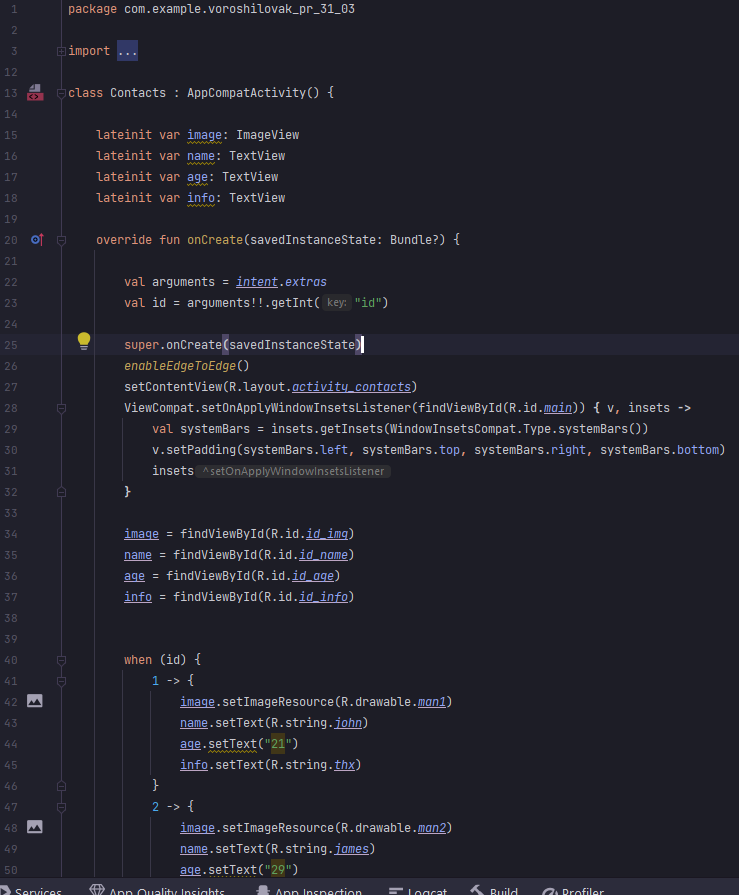 1 package com.example.voroshilovak_pr_31_03
2
3 import ...
12
13 class Contacts : AppCompatActivity() {
14
15 lateinit var image: ImageView
16 lateinit var name: TextView
17 lateinit var age: TextView
18 lateinit var info: TextView
19
20 override fun onCreate(savedInstanceState: Bundle?) {
21
22 val arguments = intent.extras
23 val id = arguments!!.getInt( key: "id")
24
25 super.onCreate(savedInstanceState)
26 enableEdgeToEdge()
27 setContentView(R.layout.activity_contacts)
28 ViewCompat.setOnApplyWindowInsetsListener(findViewById(R.id.main)) { v, insets ->
29 val systemBars = insets.getInsets(WindowInsetsCompat.Type.systemBars())
30 v.setPadding(systemBars.left, systemBars.top, systemBars.right, systemBars.bottom)
31 insets ^setOnApplyWindowInsetsListener
32 }
34 image = findViewById(R.id.id_img)
35 name = findViewById(R.id.id_name)
36 age = findViewById(R.id.id_age)
37 info = findViewById(R.id.id_info)
38
39
40 when (id) {
41 1 -> {
42 image.setImageResource(R.drawable.man1)
43 name.setText(R.string.john)
44 age.setText("21")
45 info.setText(R.string.thx)
46 }
47 2 -> {
48 image.setImageResource(R.drawable.man2)
49 name.setText(R.string.james)
50 age.setText("29")
Services App Quality Insights App Inspection Logcat Build Profiler